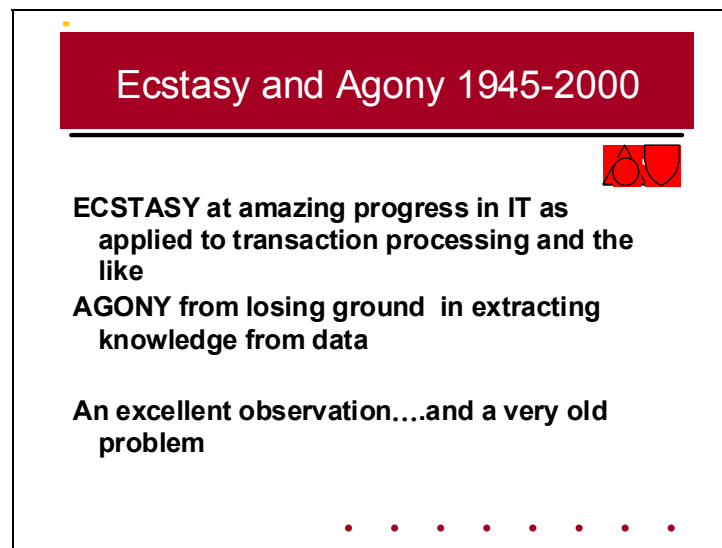 Ecstasy and Agony 1945-2000
ECSTASY at amazing progress in IT as
applied to transaction processing and the
like
AGONY from losing ground in extracting
knowledge from data
An excellent observation....and a very old
problem